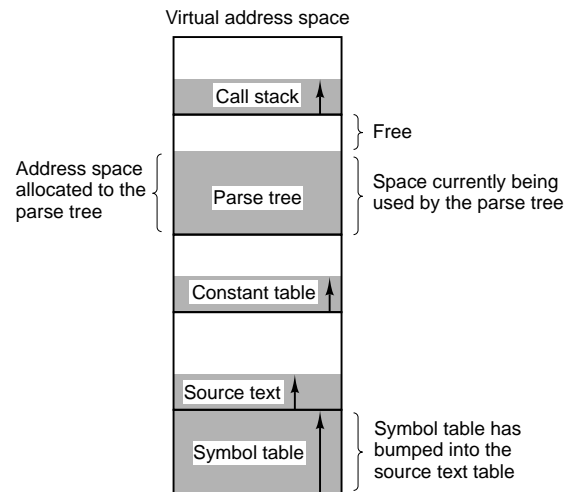 Virtual address space
Call stack
Free
Address space
allocated to the
parse tree
Parse tree
Space currently being
used by the parse tree
Constant table
Source text
Symbol table
Symbol table has
bumped into the
source text table